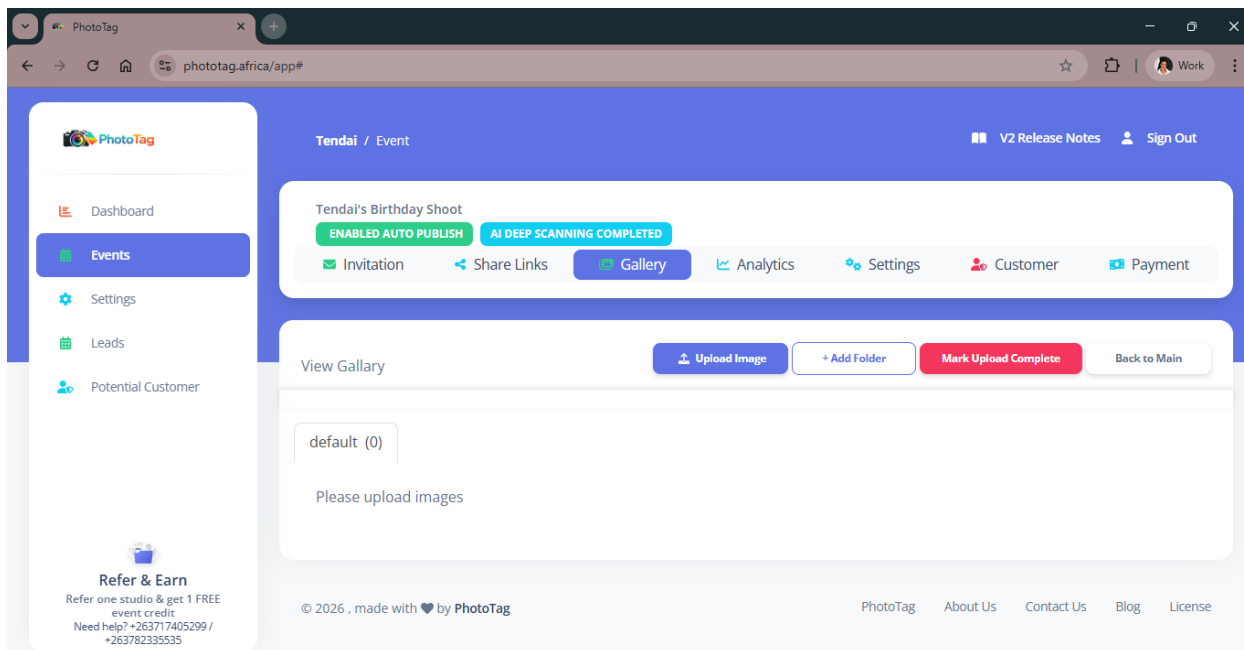 PhotoTag
phototag.africa/app#
Work
PhotoTag
Tendai / Event
V2 Release Notes
Sign Out
Dashboard
Events
Settings
Leads
Potential Customer
Tendai's Birthday Shoot
ENABLED AUTO PUBLISH
AI DEEP SCANNING COMPLETED
Invitation
Share Links
Gallery
Analytics
Settings
Customer
Payment
View Gallary
Upload Image
+ Add Folder
Mark Upload Complete
Back to Main
default (0)
Please upload images
Refer & Earn
Refer one studio & get 1 FREE
event credit
Need help? +263717405299 /
+263782335535
© 2026 , made with ♥ by PhotoTag
PhotoTag
About Us
Contact Us
Blog
License